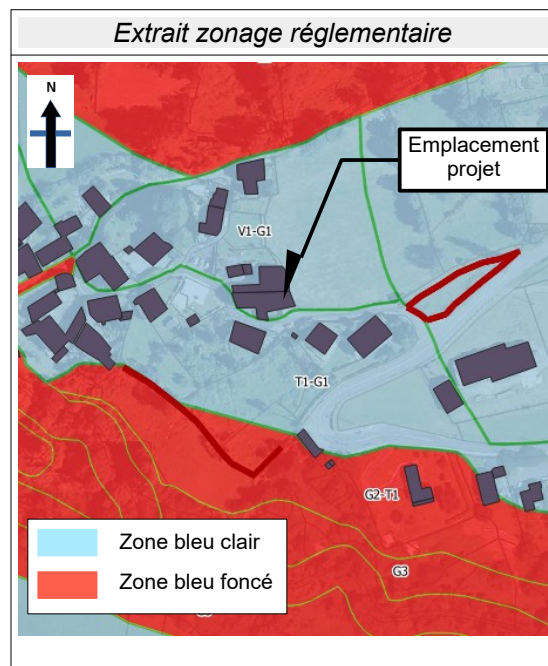 Extrait zonage réglementaire
N
Emplacement
projet
V1-G1
T1-G1
G2-T1
G3
Zone bleu clair
Zone bleu foncé